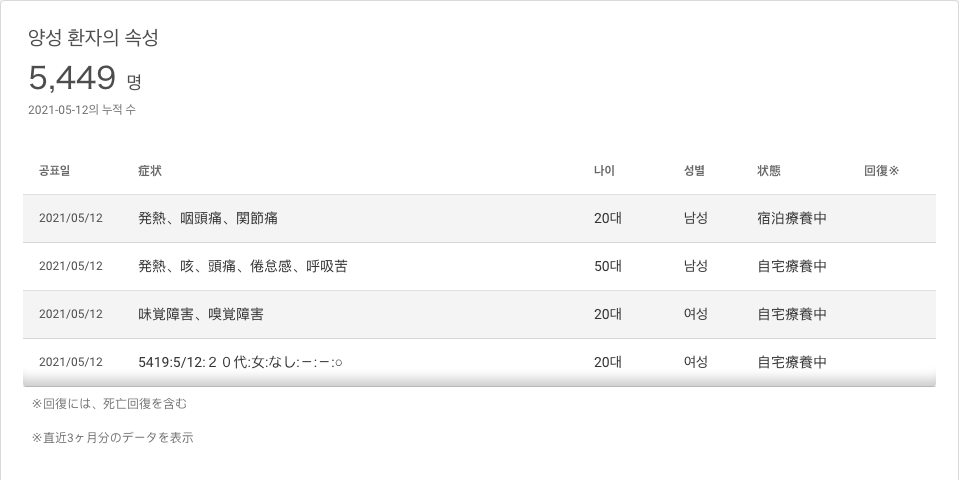 양성 환자의 속성
5,449 명
2021-05-12의 누적 수
공표일 症状 나이 성별 状態 回復※
2021/05/12 発熱、咽頭痛、関節痛 20대 남성 宿泊療養中
2021/05/12 発熱、咳、頭痛、倦怠感、呼吸苦 50대 남성 自宅療養中
2021/05/12 味覚障害、嗅覚障害 20대 여성 自宅療養中
2021/05/12 5419:5/12:２０代:女:なし:－:－:○ 20대 여성 自宅療養中
※回復には、死亡回復を含む
※直近3ヶ月分のデータを表示